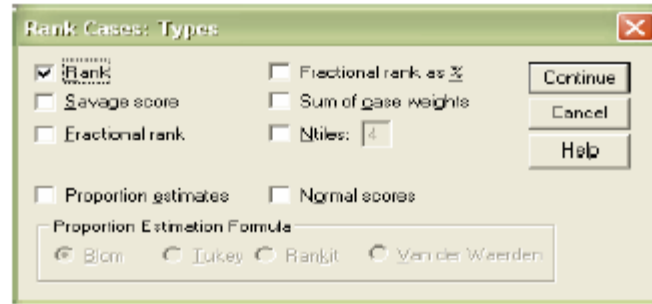 Rank Cases: Types
Rank
Fractional rank as %
Continue
Savage score
Sum of case weights
Cancel
Fractional rank
Ntiles: 4
Help
Proportion estimates
Normal scores
Proportion Estimation Formula
Blom Tukey Rankit Van der Waerden